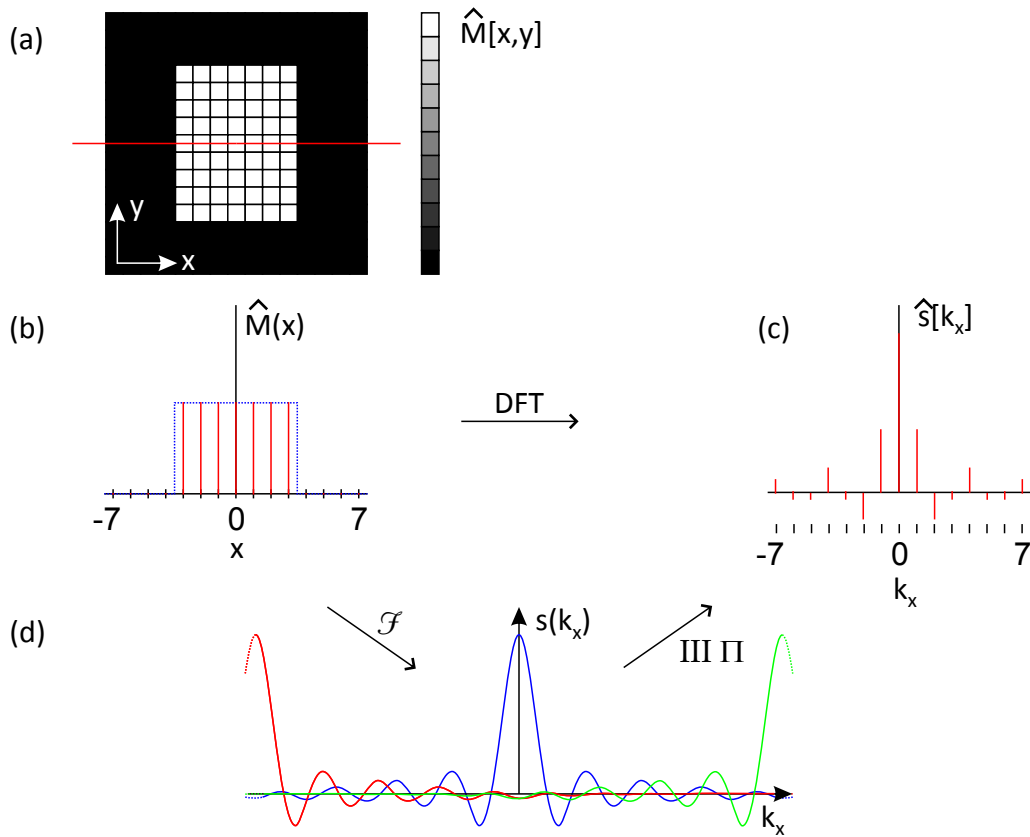 (a)
M̂[x,y]
y
x
(b)
M̂(x)
-7 0 7
x
DFT
(c)
ŝ[kₓ]
-7 0 7
kₓ
(d)
ℱ
s(kₓ)
III Π
kₓ